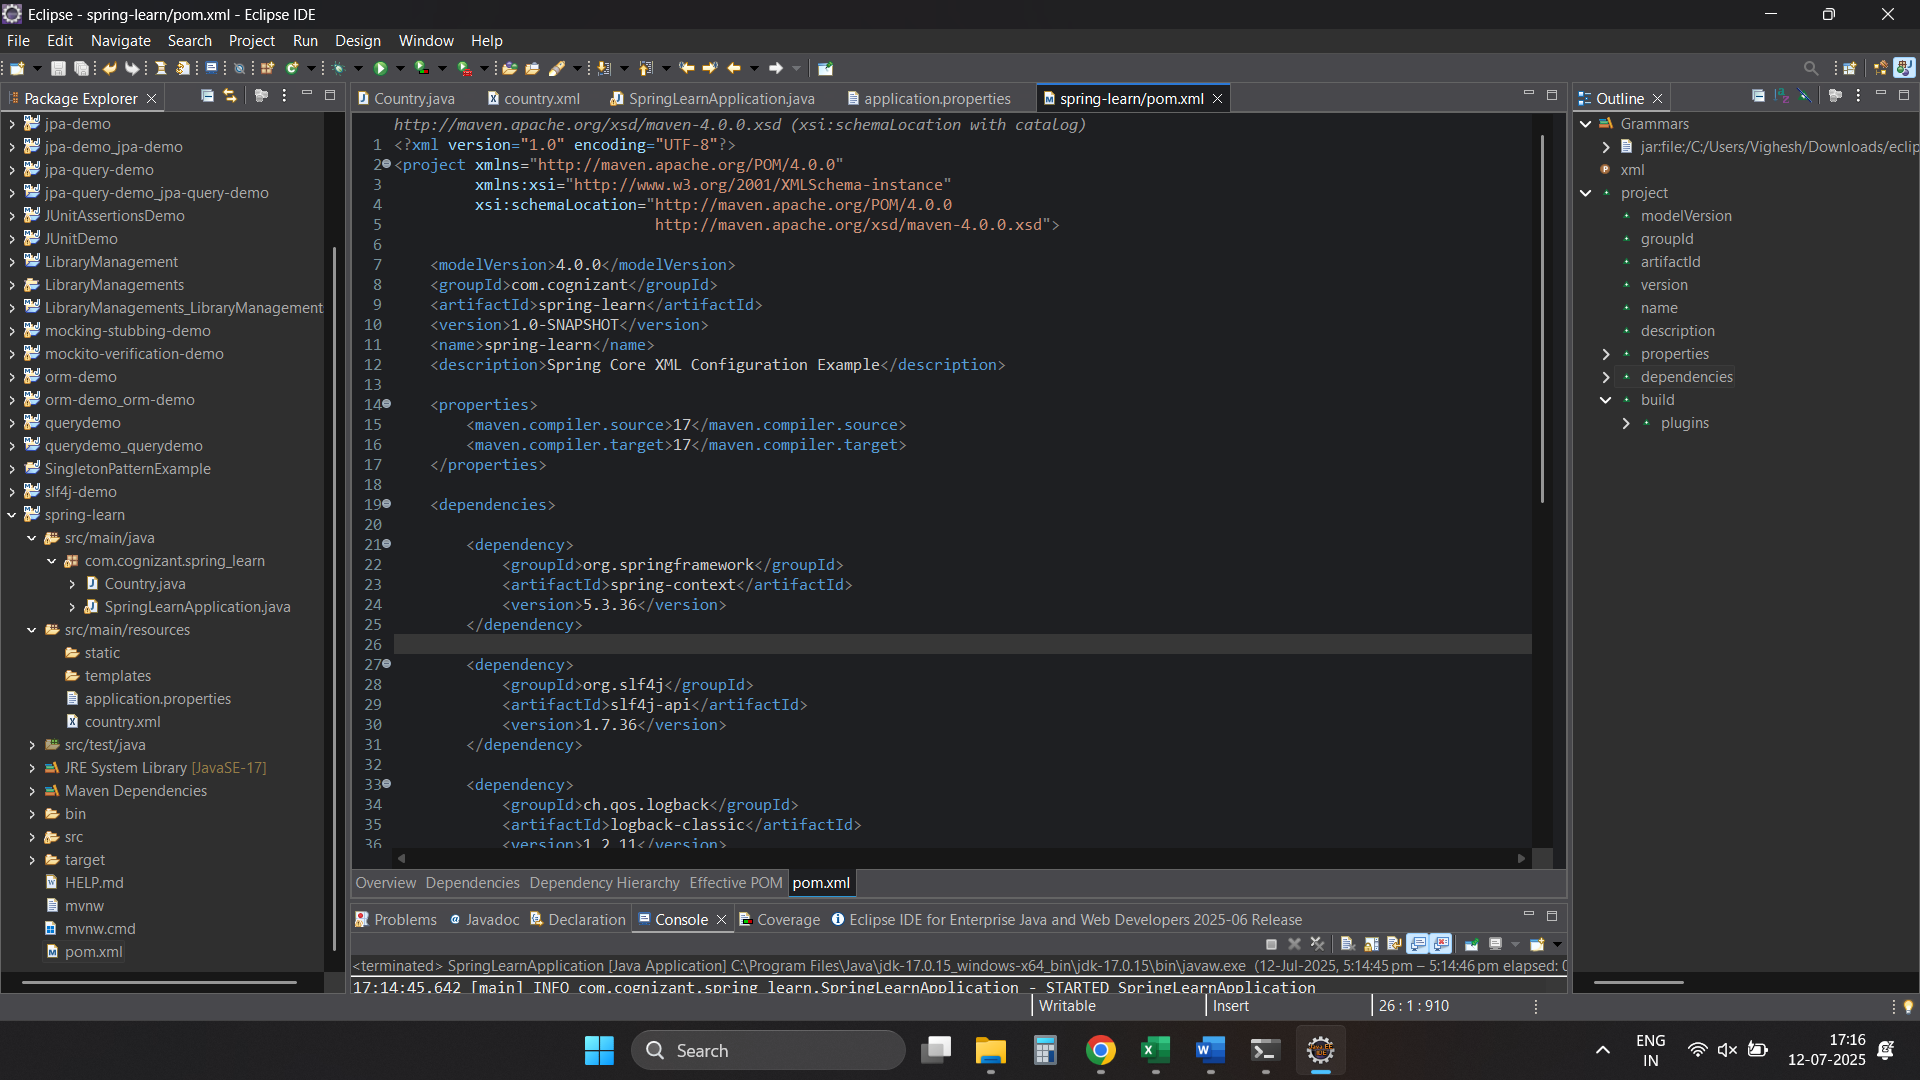 Eclipse - spring-learn/pom.xml - Eclipse IDE
File Edit Navigate Search Project Run Design Window Help
Package Explorer
jpa-demo
jpa-demo_jpa-demo
jpa-query-demo
jpa-query-demo_jpa-query-demo
JUnitAssertionsDemo
JUnitDemo
LibraryManagement
LibraryManagements
LibraryManagements_LibraryManagement
mocking-stubbing-demo
mockito-verification-demo
orm-demo
orm-demo_orm-demo
querydemo
querydemo_querydemo
SingletonPatternExample
slf4j-demo
spring-learn
src/main/java
com.cognizant.spring_learn
Country.java
SpringLearnApplication.java
src/main/resources
static
templates
application.properties
country.xml
src/test/java
JRE System Library [JavaSE-17]
Maven Dependencies
bin
src
target
HELP.md
mvnw
mvnw.cmd
pom.xml
Country.java country.xml SpringLearnApplication.java application.properties spring-learn/pom.xml
http://maven.apache.org/xsd/maven-4.0.0.xsd (xsi:schemaLocation with catalog)
1 <?xml version="1.0" encoding="UTF-8"?>
2 <project xmlns="http://maven.apache.org/POM/4.0.0"
3 xmlns:xsi="http://www.w3.org/2001/XMLSchema-instance"
4 xsi:schemaLocation="http://maven.apache.org/POM/4.0.0
5 http://maven.apache.org/xsd/maven-4.0.0.xsd">
6
7 <modelVersion>4.0.0</modelVersion>
8 <groupId>com.cognizant</groupId>
9 <artifactId>spring-learn</artifactId>
10 <version>1.0-SNAPSHOT</version>
11 <name>spring-learn</name>
12 <description>Spring Core XML Configuration Example</description>
13
14 <properties>
15 <maven.compiler.source>17</maven.compiler.source>
16 <maven.compiler.target>17</maven.compiler.target>
17 </properties>
18
19 <dependencies>
20
21 <dependency>
22 <groupId>org.springframework</groupId>
23 <artifactId>spring-context</artifactId>
24 <version>5.3.36</version>
25 </dependency>
26
27 <dependency>
28 <groupId>org.slf4j</groupId>
29 <artifactId>slf4j-api</artifactId>
30 <version>1.7.36</version>
31 </dependency>
32
33 <dependency>
34 <groupId>ch.qos.logback</groupId>
35 <artifactId>logback-classic</artifactId>
36 <version>1.2.11</version>
Overview Dependencies Dependency Hierarchy Effective POM pom.xml
Problems Javadoc Declaration Console Coverage Eclipse IDE for Enterprise Java and Web Developers 2025-06 Release
<terminated> SpringLearnApplication [Java Application] C:\Program Files\Java\jdk-17.0.15_windows-x64_bin\jdk-17.0.15\bin\javaw.exe (12-Jul-2025, 5:14:45 pm – 5:14:46 pm elapsed: 0
17:14:45.642 [main] INFO com.cognizant.spring_learn.SpringLearnApplication - STARTED SpringLearnApplication
Writable Insert 26 : 1 : 910
Outline
Grammars
jar:file:/C:/Users/Vighesh/Downloads/eclip
xml
project
modelVersion
groupId
artifactId
version
name
description
properties
dependencies
build
plugins
Search
ENG
IN
17:16
12-07-2025